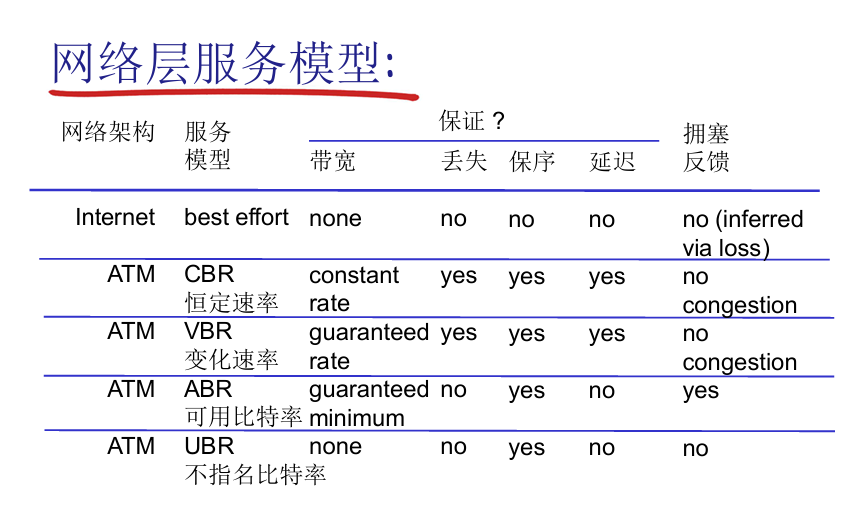 网络层服务模型:
保证 ?
网络架构 服务模型 带宽 丢失 保序 延迟 拥塞反馈
Internet best effort none no no no no (inferred via loss)
ATM CBR 恒定速率 constant rate yes yes yes no congestion
ATM VBR 变化速率 guaranteed rate yes yes yes no congestion
ATM ABR 可用比特率 guaranteed minimum no yes no yes
ATM UBR 不指名比特率 none no yes no no